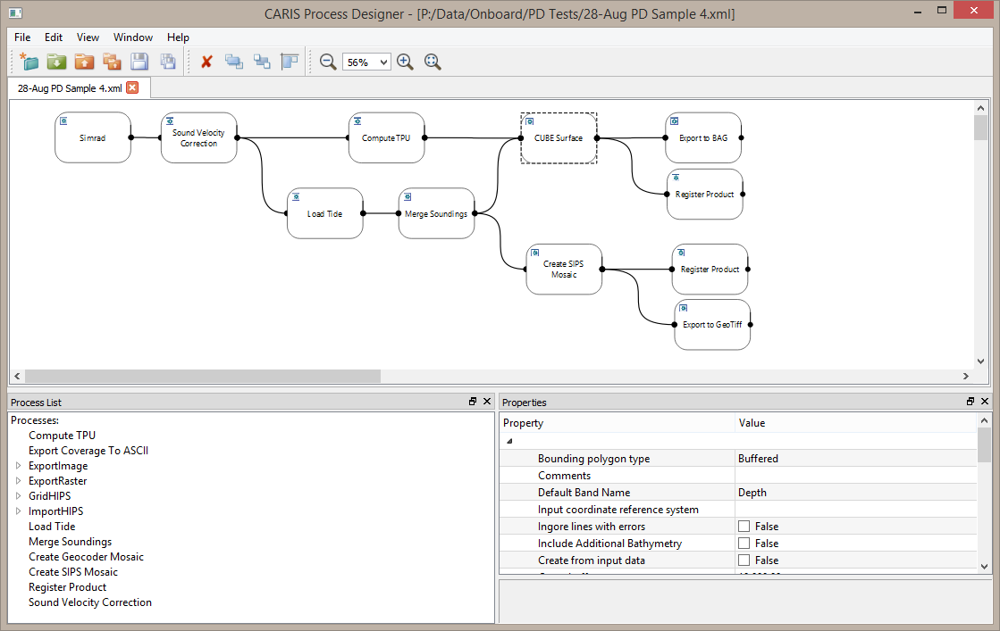 CARIS Process Designer - [P:/Data/Onboard/PD Tests/28-Aug PD Sample 4.xml]
File Edit View Window Help
56%
28-Aug PD Sample 4.xml
Simrad
Sound Velocity
Correction
Compute TPU
CUBE Surface
Export to BAG
Register Product
Load Tide
Merge Soundings
Create SIPS
Mosaic
Register Product
Export to GeoTiff
Process List
Processes:
Compute TPU
Export Coverage To ASCII
ExportImage
ExportRaster
GridHIPS
ImportHIPS
Load Tide
Merge Soundings
Create Geocoder Mosaic
Create SIPS Mosaic
Register Product
Sound Velocity Correction
Properties
Property Value
Bounding polygon type Buffered
Comments
Default Band Name Depth
Input coordinate reference system
Ingore lines with errors False
Include Additional Bathymetry False
Create from input data False